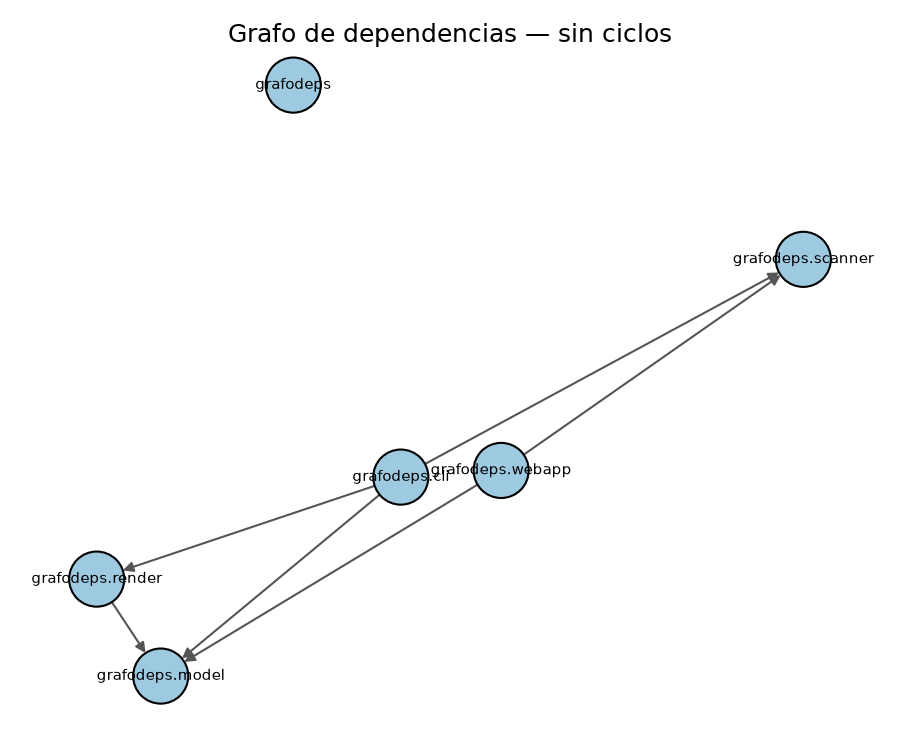 Grafo de dependencias — sin ciclos
grafodeps
grafodeps.scanner
grafodeps.cli
grafodeps.webapp
grafodeps.render
grafodeps.model